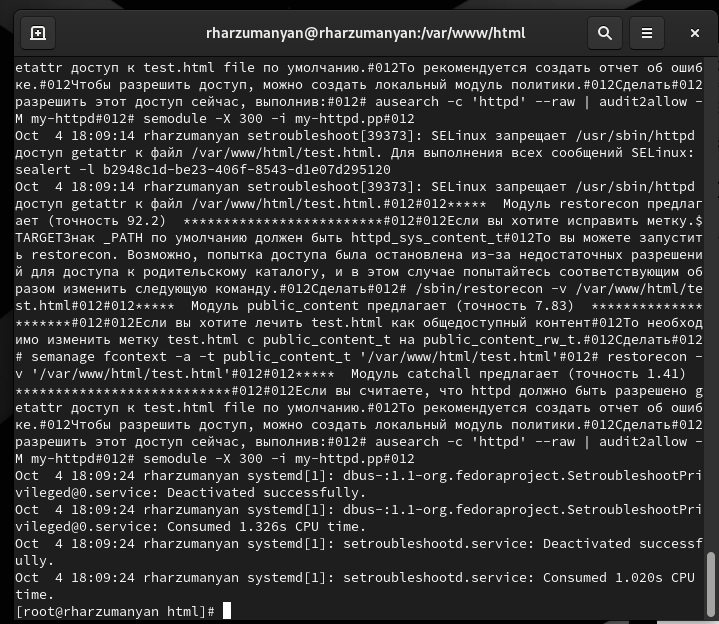 rharzumanyan@rharzumanyan:/var/www/html
etattr доступ к test.html file по умолчанию.#012То рекомендуется создать отчет об ошиб
ке.#012Чтобы разрешить доступ, можно создать локальный модуль политики.#012Сделать#012
разрешить этот доступ сейчас, выполнив:#012# ausearch -c 'httpd' --raw | audit2allow -
M my-httpd#012# semodule -X 300 -i my-httpd.pp#012
Oct  4 18:09:14 rharzumanyan setroubleshoot[39373]: SELinux запрещает /usr/sbin/httpd
доступ getattr к файл /var/www/html/test.html. Для выполнения всех сообщений SELinux:
sealert -l b2948c1d-be23-406f-8543-d1e07d295120
Oct  4 18:09:14 rharzumanyan setroubleshoot[39373]: SELinux запрещает /usr/sbin/httpd
доступ getattr к файл /var/www/html/test.html.#012#012*****  Модуль restorecon предлаг
ает (точность 92.2)  *************************#012#012Если вы хотите исправить метку.$
TARGETЗнак _PATH по умолчанию должен быть httpd_sys_content_t#012То вы можете запустит
ь restorecon. Возможно, попытка доступа была остановлена из-за недостаточных разрешени
й для доступа к родительскому каталогу, и в этом случае попытайтесь соответствующим об
разом изменить следующую команду.#012Сделать#012# /sbin/restorecon -v /var/www/html/te
st.html#012#012*****  Модуль public_content предлагает (точность 7.83)  **************
*******#012#012Если вы хотите лечить test.html как общедоступный контент#012То необход
имо изменить метку test.html с public_content_t на public_content_rw_t.#012Сделать#012
# semanage fcontext -a -t public_content_t '/var/www/html/test.html'#012# restorecon -
v '/var/www/html/test.html'#012#012*****  Модуль catchall предлагает (точность 1.41)
***************************#012#012Если вы считаете, что httpd должно быть разрешено g
etattr доступ к test.html file по умолчанию.#012То рекомендуется создать отчет об ошиб
ке.#012Чтобы разрешить доступ, можно создать локальный модуль политики.#012Сделать#012
разрешить этот доступ сейчас, выполнив:#012# ausearch -c 'httpd' --raw | audit2allow -
M my-httpd#012# semodule -X 300 -i my-httpd.pp#012
Oct  4 18:09:24 rharzumanyan systemd[1]: dbus-:1.1-org.fedoraproject.SetroubleshootPri
vileged@0.service: Deactivated successfully.
Oct  4 18:09:24 rharzumanyan systemd[1]: dbus-:1.1-org.fedoraproject.SetroubleshootPri
vileged@0.service: Consumed 1.326s CPU time.
Oct  4 18:09:24 rharzumanyan systemd[1]: setroubleshootd.service: Deactivated successf
ully.
Oct  4 18:09:24 rharzumanyan systemd[1]: setroubleshootd.service: Consumed 1.020s CPU
time.
[root@rharzumanyan html]#